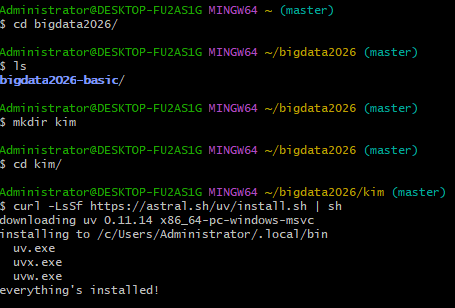 Administrator@DESKTOP-FU2AS1G MINGW64 ~ (master)
$ cd bigdata2026/
Administrator@DESKTOP-FU2AS1G MINGW64 ~/bigdata2026 (master)
$ ls
bigdata2026-basic/
Administrator@DESKTOP-FU2AS1G MINGW64 ~/bigdata2026 (master)
$ mkdir kim
Administrator@DESKTOP-FU2AS1G MINGW64 ~/bigdata2026 (master)
$ cd kim/
Administrator@DESKTOP-FU2AS1G MINGW64 ~/bigdata2026/kim (master)
$ curl -LsSf https://astral.sh/uv/install.sh | sh
downloading uv 0.11.14 x86_64-pc-windows-msvc
installing to /c/Users/Administrator/.local/bin
  uv.exe
  uvx.exe
  uvw.exe
everything's installed!